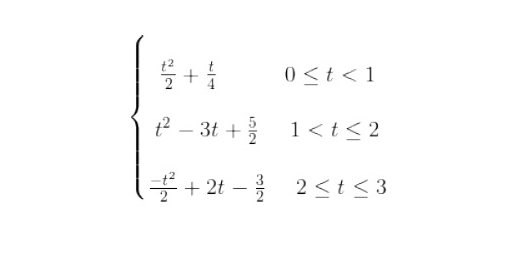 t²/2 + t/4 0 ≤ t < 1
t² − 3t + 5/2 1 < t ≤ 2
−t²/2 + 2t − 3/2 2 ≤ t ≤ 3